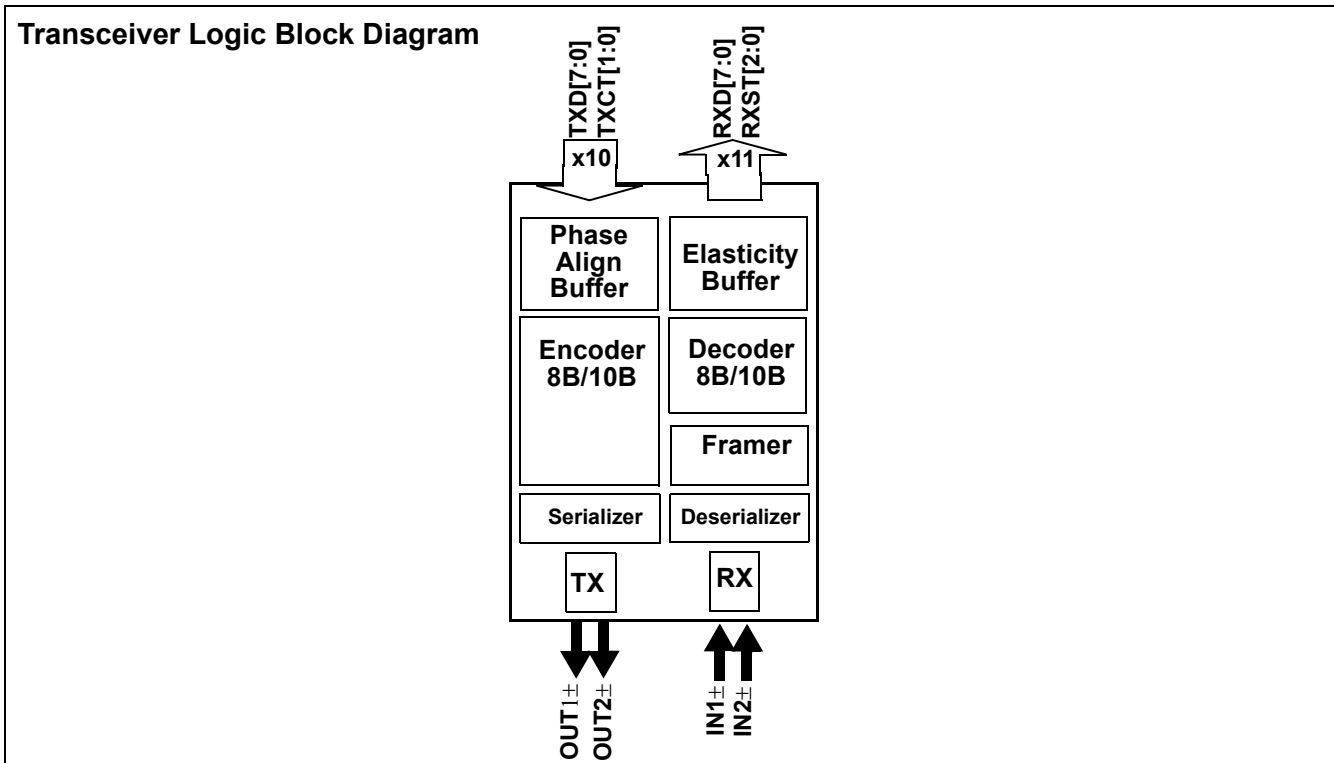 Transceiver Logic Block Diagram
TXD[7:0]
TXCT[1:0]
RXD[7:0]
RXST[2:0]
x10
x11
Phase
Align
Buffer
Elasticity
Buffer
Encoder
8B/10B
Decoder
8B/10B
Framer
Serializer
Deserializer
TX
RX
OUT1±
OUT2±
IN1±
IN2±